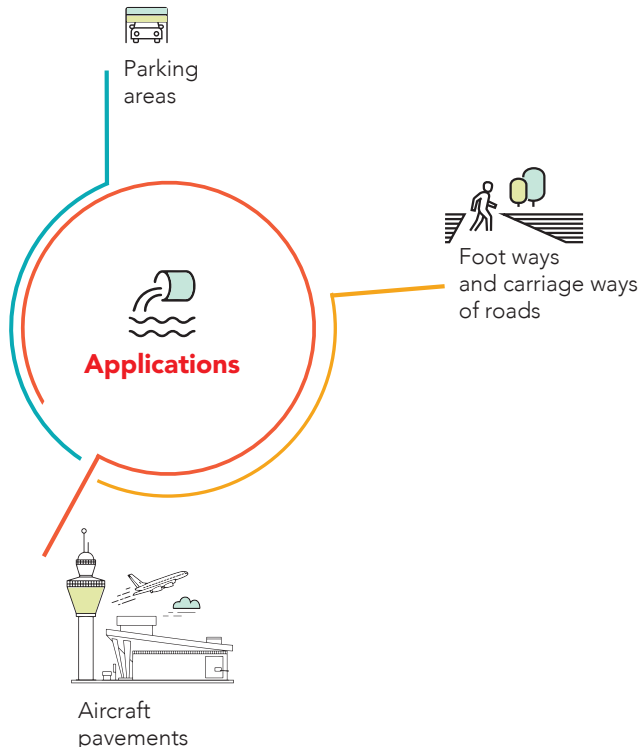 Parking
areas
Foot ways
and carriage ways
of roads
Applications
Aircraft
pavements